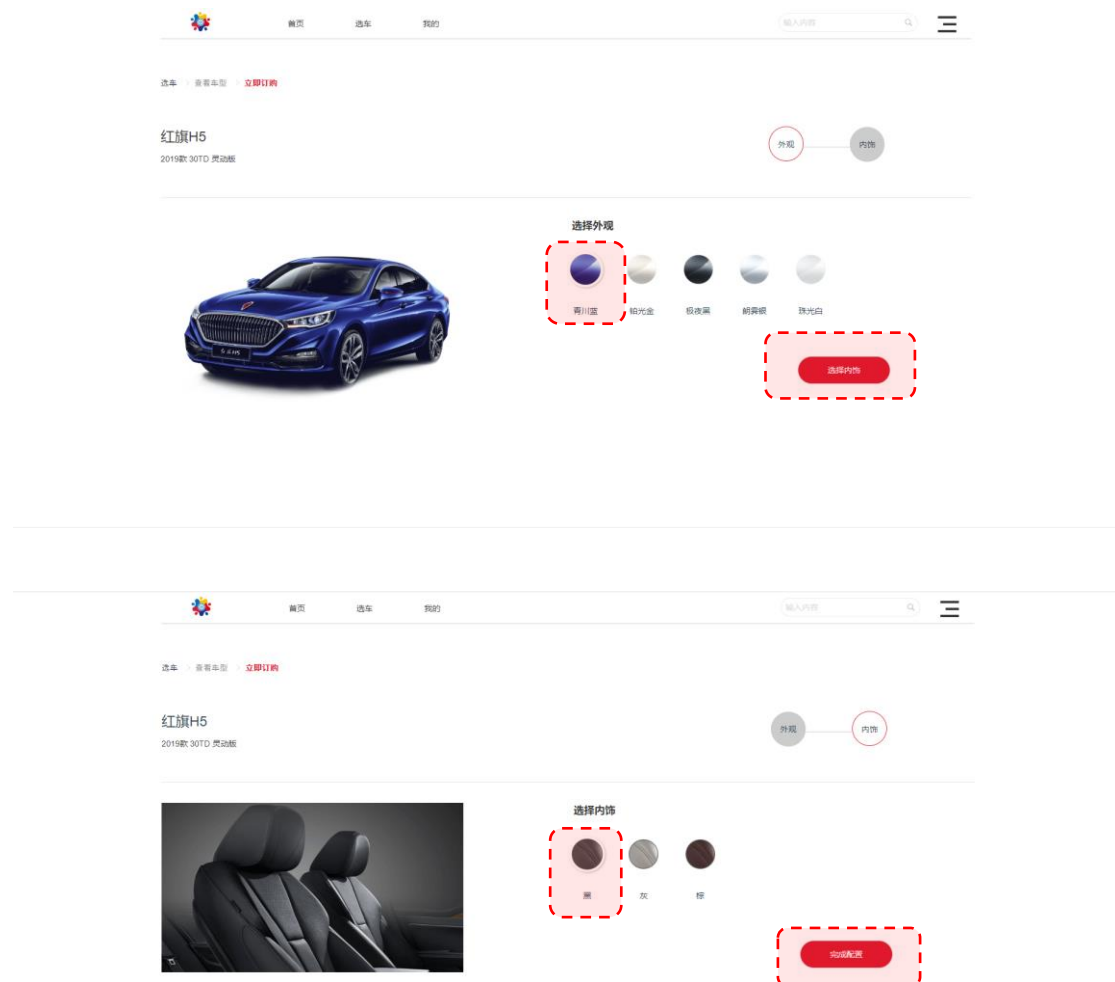 首页 选车 我的 输入内容
选车 查看车型 立即订购
红旗H5
2019款 30TD 灵动版
外观 内饰
选择外观
青川蓝 铂光金 极夜黑 朗雾银 珠光白
选择内饰
首页 选车 我的 输入内容
选车 查看车型 立即订购
红旗H5
2019款 30TD 灵动版
外观 内饰
选择内饰
黑 灰 棕
完成配置